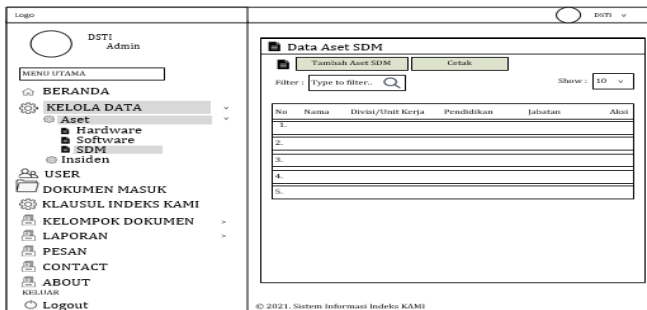 Logo
DSTI
DSTI
Admin
MENU UTAMA
BERANDA
KELOLA DATA
Aset
Hardware
Software
SDM
Insiden
USER
DOKUMEN MASUK
KLAUSUL INDEKS KAMI
KELOMPOK DOKUMEN
LAPORAN
PESAN
CONTACT
ABOUT
KELUAR
Logout
Data Aset SDM
Tambah Aset SDM Cetak
Filter : Type to filter.. Show : 10
No Nama Divisi/Unit Kerja Pendidikan Jabatan Aksi
1.
2.
3.
4.
5.
© 2021. Sistem Informasi Indeks KAMI